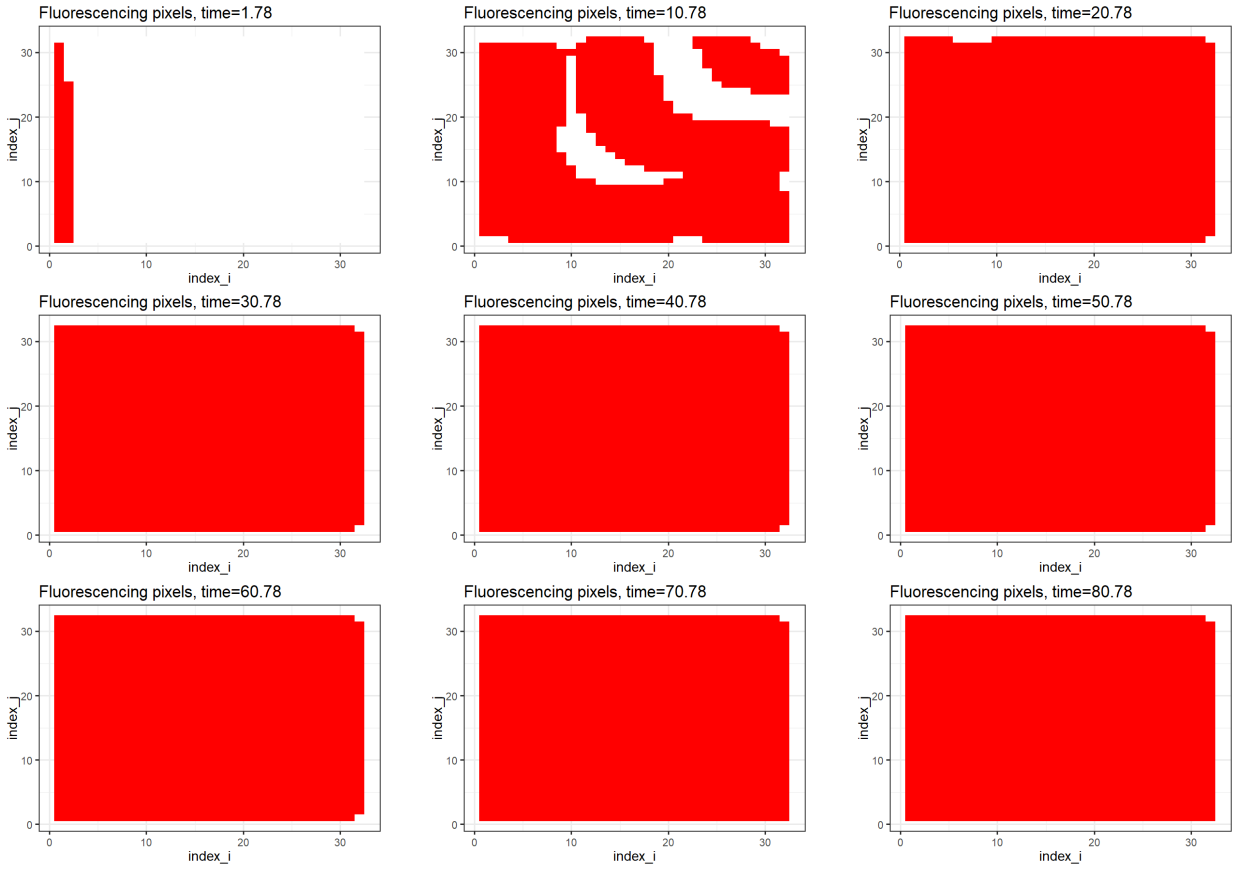 Fluorescencing pixels, time=1.78
index_j
30
20
10
0
0 10 20 30
index_i
Fluorescencing pixels, time=10.78
index_j
30
20
10
0
0 10 20 30
index_i
Fluorescencing pixels, time=20.78
index_j
30
20
10
0
0 10 20 30
index_i
Fluorescencing pixels, time=30.78
index_j
30
20
10
0
0 10 20 30
index_i
Fluorescencing pixels, time=40.78
index_j
30
20
10
0
0 10 20 30
index_i
Fluorescencing pixels, time=50.78
index_j
30
20
10
0
0 10 20 30
index_i
Fluorescencing pixels, time=60.78
index_j
30
20
10
0
0 10 20 30
index_i
Fluorescencing pixels, time=70.78
index_j
30
20
10
0
0 10 20 30
index_i
Fluorescencing pixels, time=80.78
index_j
30
20
10
0
0 10 20 30
index_i